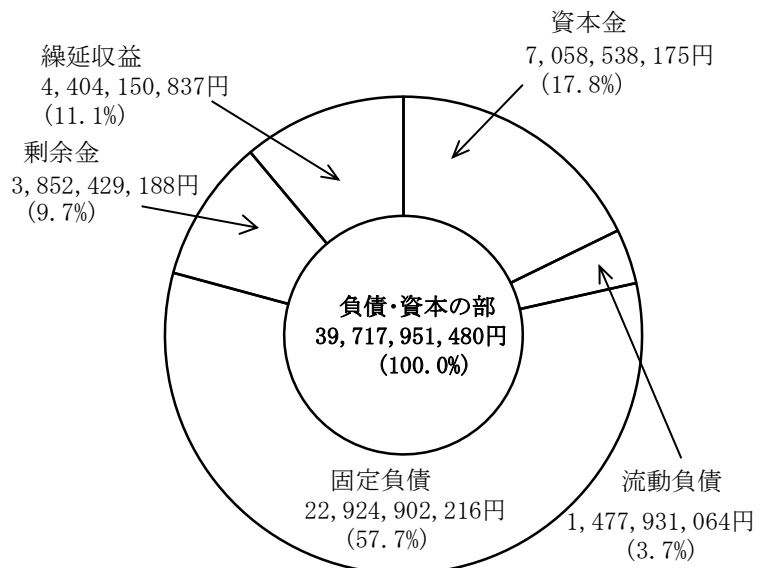 資本金
7,058,538,175円
(17.8%)
繰延収益
4,404,150,837円
(11.1%)
剰余金
3,852,429,188円
(9.7%)
負債・資本の部
39,717,951,480円
(100.0%)
固定負債
22,924,902,216円
(57.7%)
流動負債
1,477,931,064円
(3.7%)